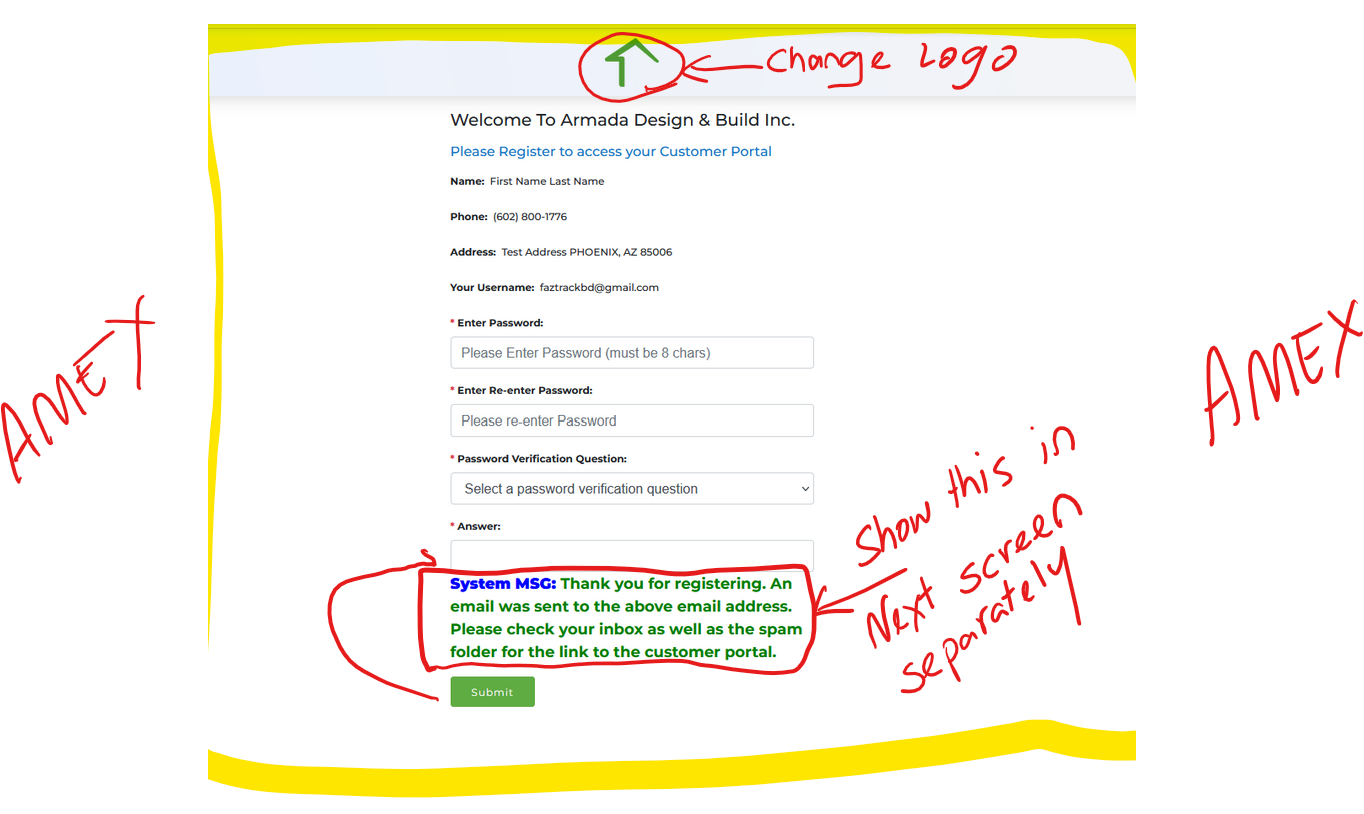 Change Logo
Welcome To Armada Design & Build Inc.
Please Register to access your Customer Portal
Name: First Name Last Name
Phone: (602) 800-1776
Address: Test Address PHOENIX, AZ 85006
Your Username: faztrackbd@gmail.com
* Enter Password:
Please Enter Password (must be 8 chars)
* Enter Re-enter Password:
Please re-enter Password
* Password Verification Question:
Select a password verification question
* Answer:
System MSG: Thank you for registering. An
email was sent to the above email address.
Please check your inbox as well as the spam
folder for the link to the customer portal.
Submit
Show this in
Next screen
separately
AMEX